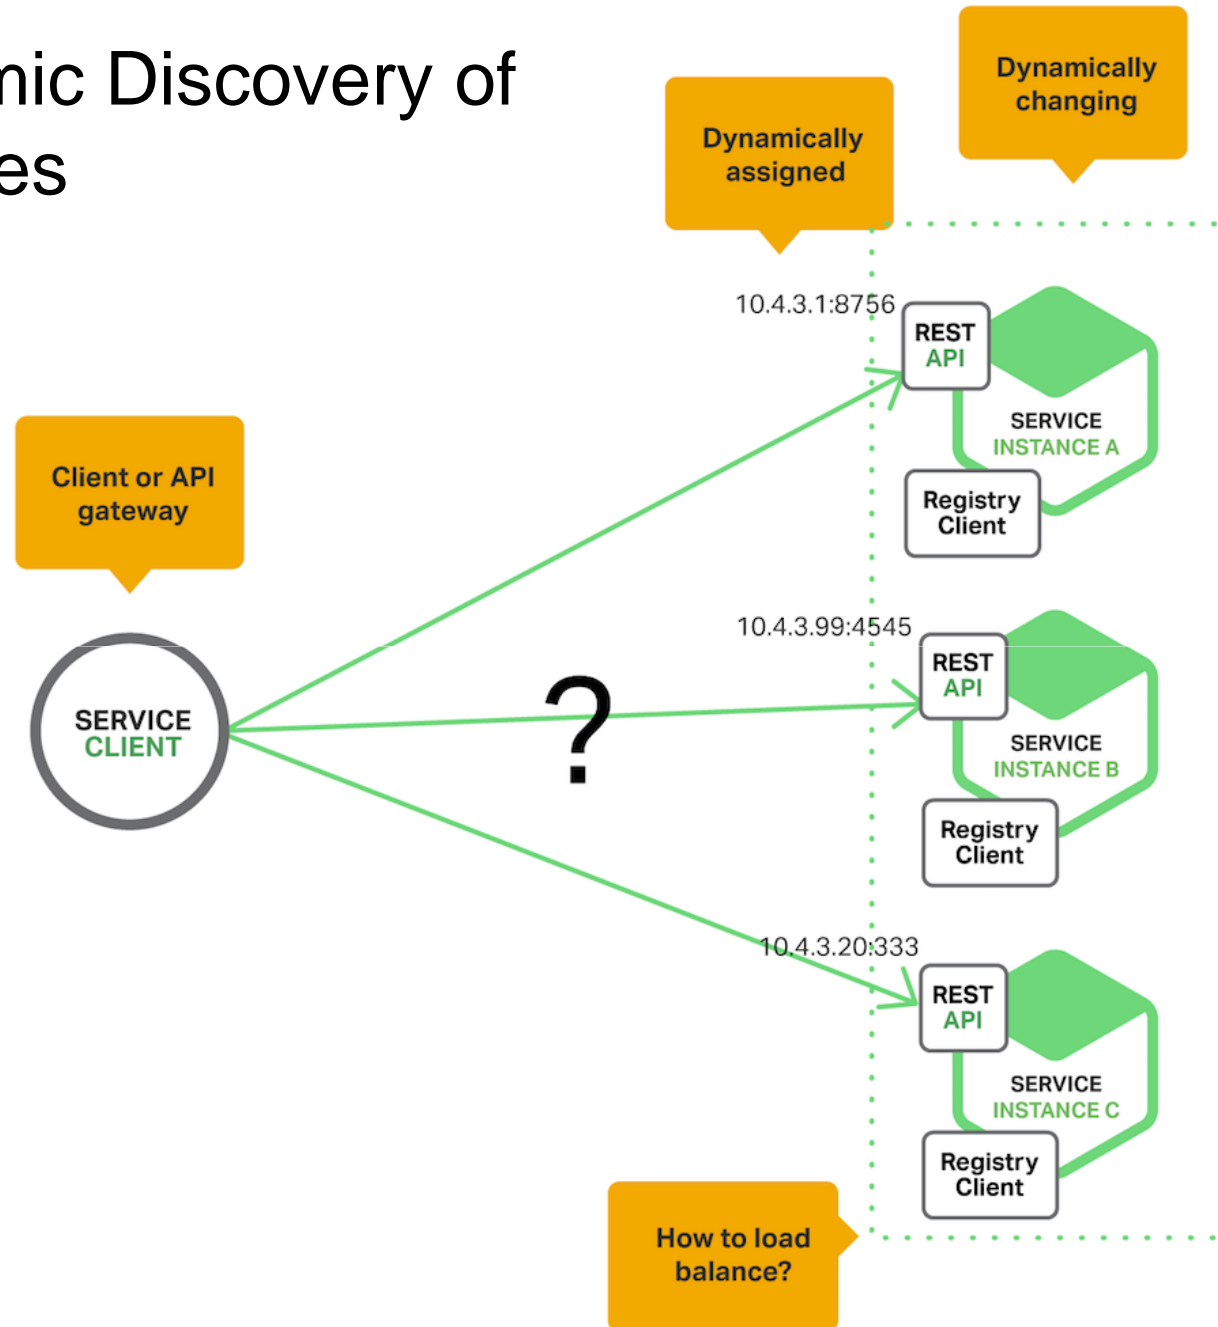 mic Discovery of
es
Dynamically
changing
Dynamically
assigned
10.4.3.1:8756
REST
API
SERVICE
INSTANCE A
Registry
Client
Client or API
gateway
10.4.3.99:4545
REST
API
SERVICE
CLIENT
?
SERVICE
INSTANCE B
Registry
Client
10.4.3.20:333
REST
API
SERVICE
INSTANCE C
Registry
Client
How to load
balance?